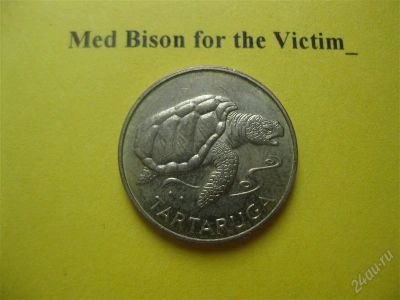 Med Bison for the Victim_
TARTARUGA
24au.ru